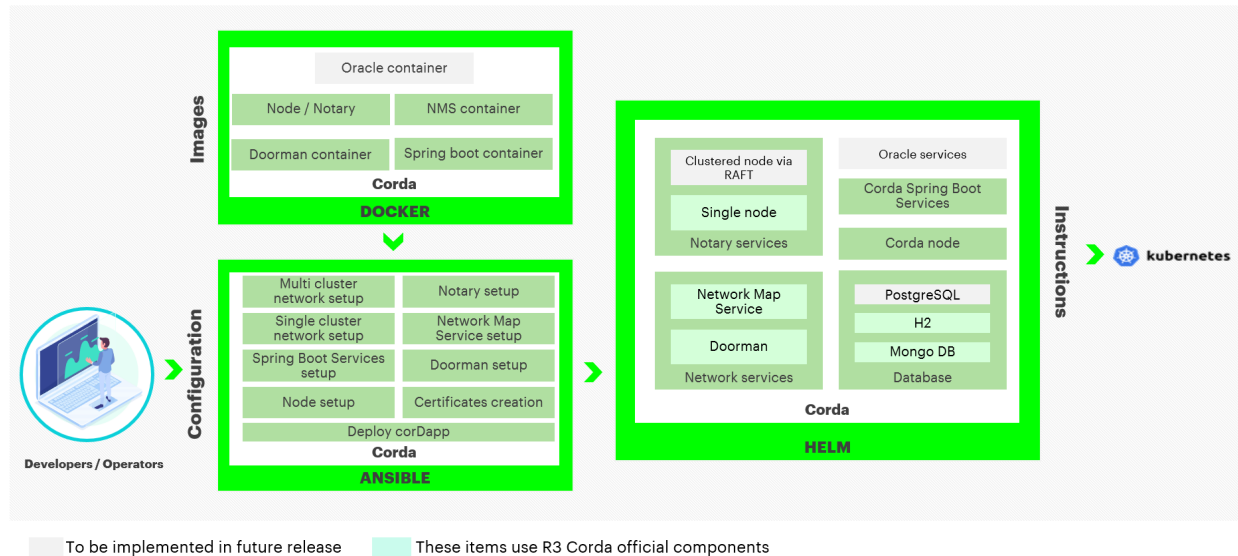 Images
Oracle container
Node / Notary
NMS container
Doorman container
Spring boot container
Corda
DOCKER
Developers / Operators
Configuration
Multi cluster
network setup
Notary setup
Single cluster
network setup
Network Map
Service setup
Spring Boot Services
setup
Doorman setup
Node setup
Certificates creation
Deploy corDapp
Corda
ANSIBLE
Clustered node via
RAFT
Single node
Notary services
Oracle services
Corda Spring Boot
Services
Corda node
Network Map
Service
Doorman
Network services
PostgreSQL
H2
Mongo DB
Database
Corda
HELM
Instructions
kubernetes
To be implemented in future release
These items use R3 Corda official components